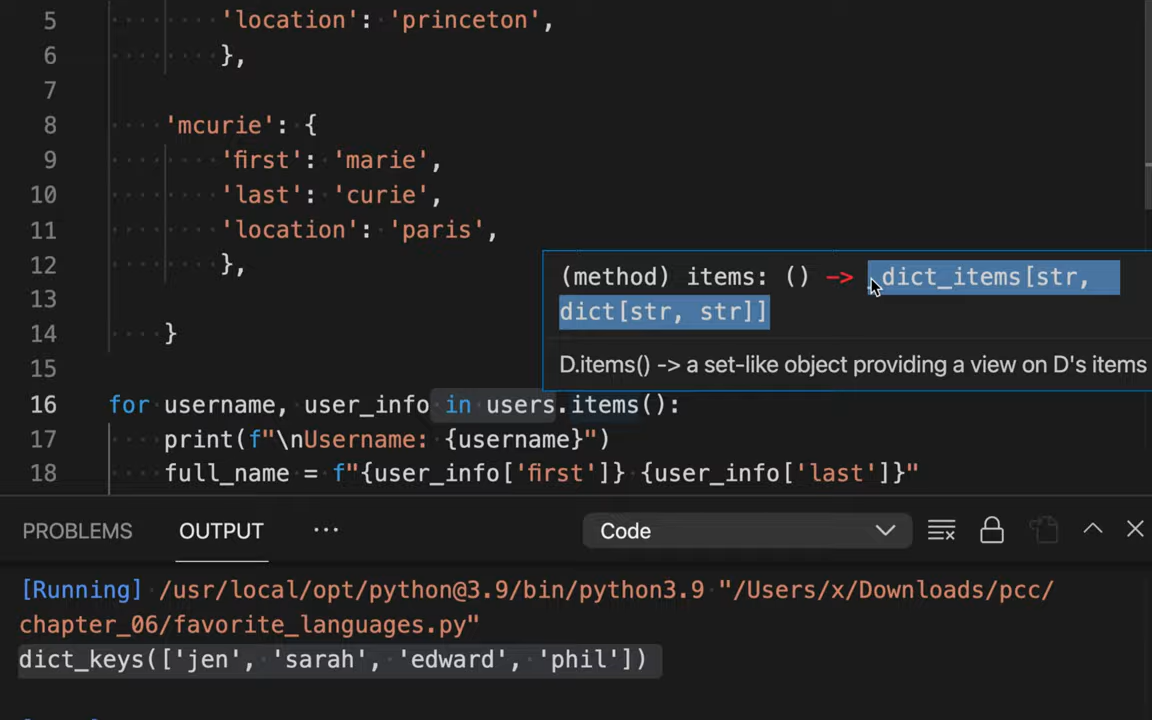 5 'location': 'princeton',
6 },
7
8 'mcurie': {
9 'first': 'marie',
10 'last': 'curie',
11 'location': 'paris',
12 },
13
14 }
15
(method) items: () -> dict_items[str,
dict[str, str]]
D.items() -> a set-like object providing a view on D's items
16 for username, user_info in users.items():
17 print(f"\nUsername: {username}")
18 full_name = f"{user_info['first']} {user_info['last']}"
PROBLEMS OUTPUT ··· Code
[Running] /usr/local/opt/python@3.9/bin/python3.9 "/Users/x/Downloads/pcc/
chapter_06/favorite_languages.py"
dict_keys(['jen', 'sarah', 'edward', 'phil'])